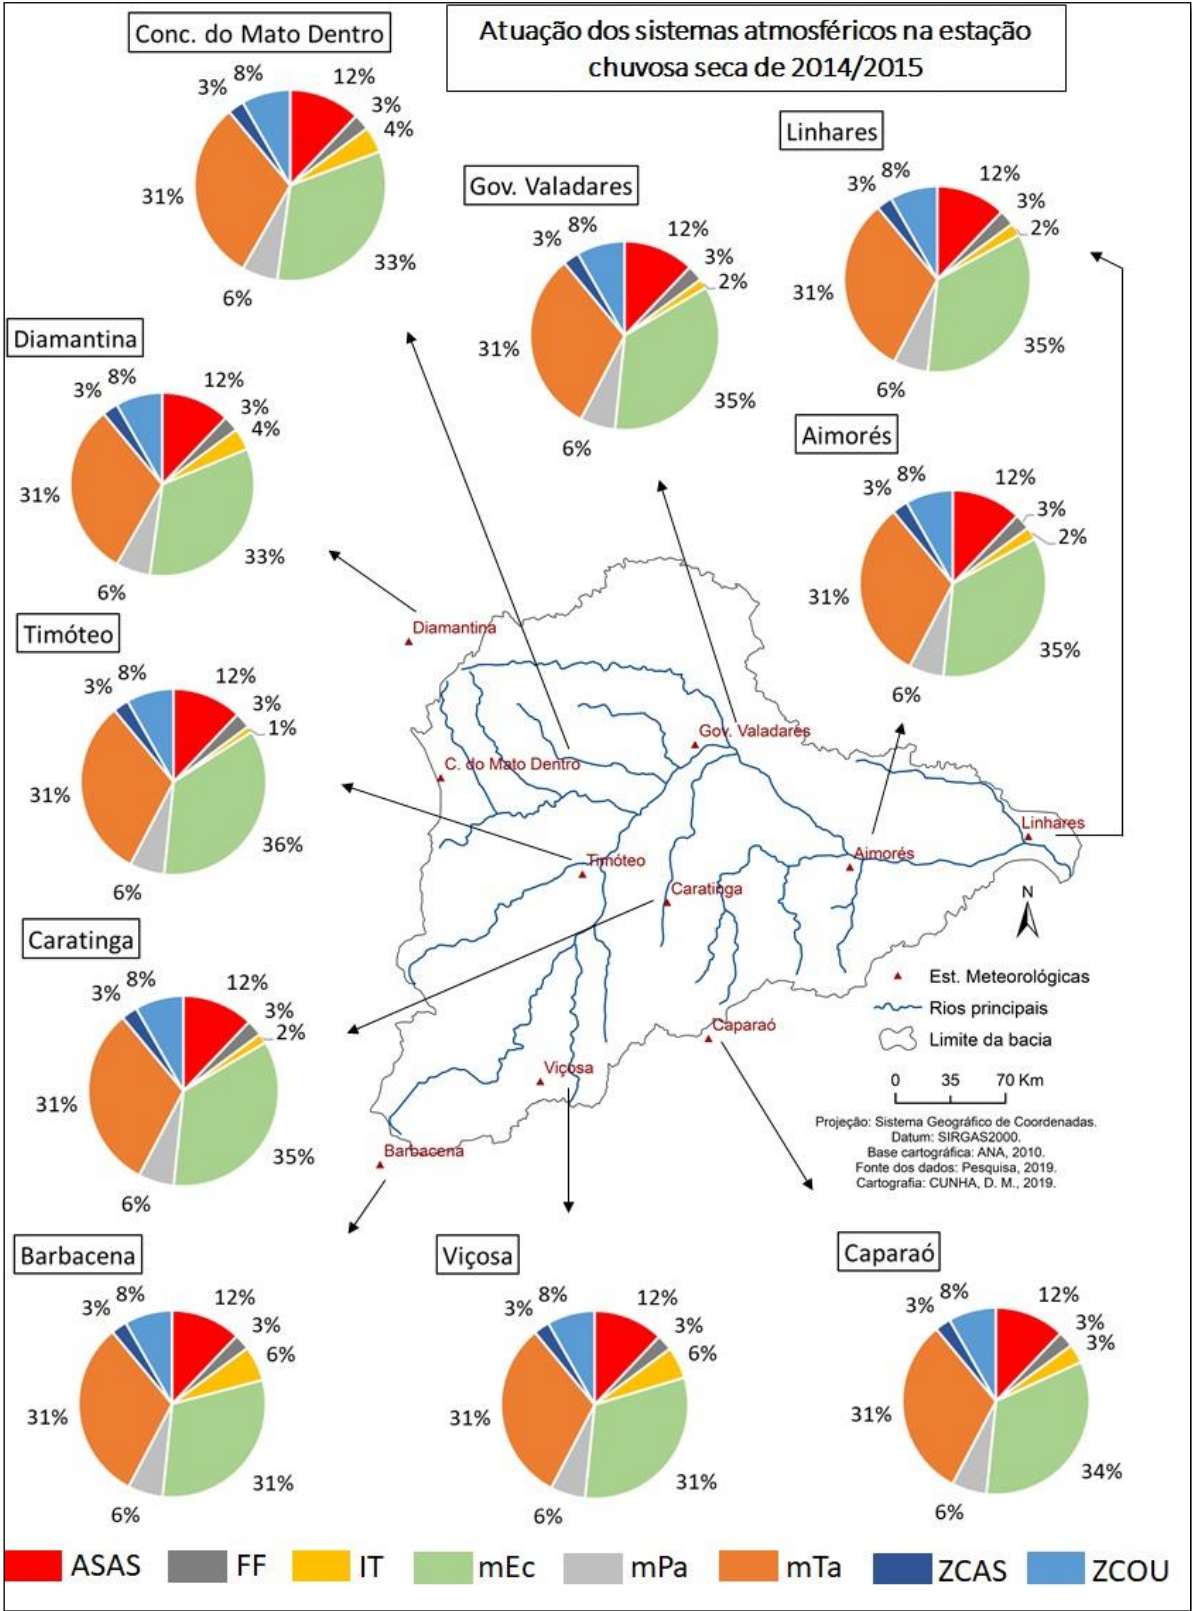 Atuação dos sistemas atmosféricos na estação
chuvosa seca de 2014/2015
Conc. do Mato Dentro
3%
8%
12%
3%
4%
31%
33%
6%
Gov. Valadares
3%
8%
12%
3%
2%
31%
35%
6%
Linhares
3%
8%
12%
3%
2%
31%
35%
6%
Diamantina
3%
8%
12%
3%
4%
31%
33%
6%
Aimorés
3%
8%
12%
3%
2%
31%
35%
6%
Timóteo
3%
8%
12%
3%
1%
31%
36%
6%
Diamantina
Gov. Valadares
C. do Mato Dentro
Linhares
Timóteo
Aimorés
Caratinga
Caparaó
Viçosa
Barbacena
N
Est. Meteorológicas
Rios principais
Limite da bacia
0 35 70 Km
Projeção: Sistema Geográfico de Coordenadas.
Datum: SIRGAS2000.
Base cartográfica: ANA, 2010.
Fonte dos dados: Pesquisa, 2019.
Cartografia: CUNHA, D. M., 2019.
Caratinga
3%
8%
12%
3%
2%
31%
35%
6%
Barbacena
3%
8%
12%
3%
6%
31%
31%
6%
Viçosa
3%
8%
12%
3%
6%
31%
31%
6%
Caparaó
3%
8%
12%
3%
3%
31%
34%
6%
ASAS FF IT mEc mPa mTa ZCAS ZCOU